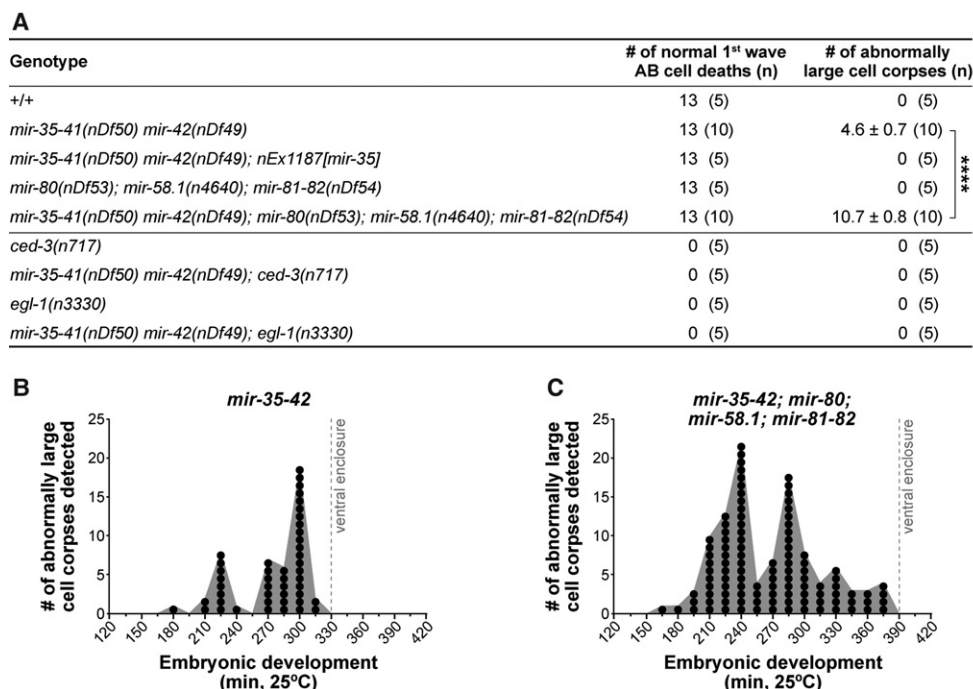 A
Genotype # of normal 1st wave AB cell deaths (n) # of abnormally large cell corpses (n)
+/+ 13 (5) 0 (5)
mir-35-41(nDf50) mir-42(nDf49) 13 (10) 4.6 ± 0.7 (10)
mir-35-41(nDf50) mir-42(nDf49); nEx1187[mir-35] 13 (5) 0 (5)
mir-80(nDf53); mir-58.1(n4640); mir-81-82(nDf54) 13 (5) 0 (5)
mir-35-41(nDf50) mir-42(nDf49); mir-80(nDf53); mir-58.1(n4640); mir-81-82(nDf54) 13 (10) 10.7 ± 0.8 (10)
****
ced-3(n717) 0 (5) 0 (5)
mir-35-41(nDf50) mir-42(nDf49); ced-3(n717) 0 (5) 0 (5)
egl-1(n3330) 0 (5) 0 (5)
mir-35-41(nDf50) mir-42(nDf49); egl-1(n3330) 0 (5) 0 (5)
B
mir-35-42
# of abnormally large
cell corpses detected
25
20
15
10
5
0
ventral enclosure
120 150 180 210 240 270 300 330 360 390 420
Embryonic development
(min, 25ºC)
C
mir-35-42; mir-80;
mir-58.1; mir-81-82
# of abnormally large
cell corpses detected
25
20
15
10
5
0
ventral enclosure
120 150 180 210 240 270 300 330 360 390 420
Embryonic development
(min, 25ºC)